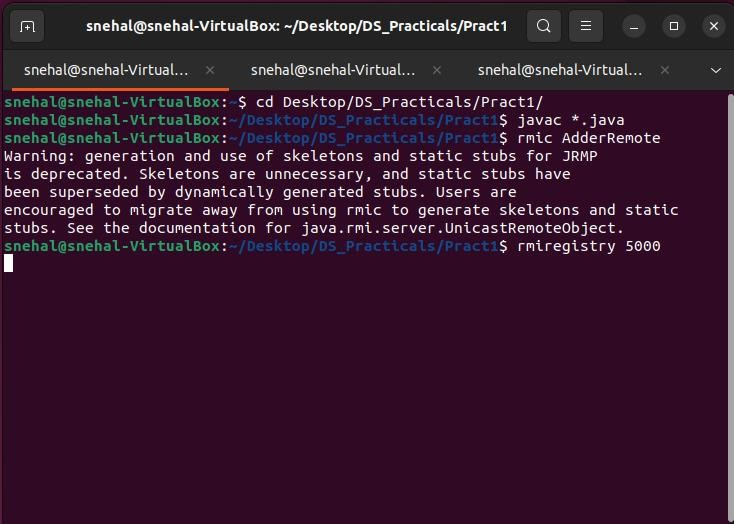 snehal@snehal-VirtualBox: ~/Desktop/DS_Practicals/Pract1
snehal@snehal-Virtual… × snehal@snehal-Virtual… × snehal@snehal-Virtual… ×
snehal@snehal-VirtualBox:~$ cd Desktop/DS_Practicals/Pract1/
snehal@snehal-VirtualBox:~/Desktop/DS_Practicals/Pract1$ javac *.java
snehal@snehal-VirtualBox:~/Desktop/DS_Practicals/Pract1$ rmic AdderRemote
Warning: generation and use of skeletons and static stubs for JRMP
is deprecated. Skeletons are unnecessary, and static stubs have
been superseded by dynamically generated stubs. Users are
encouraged to migrate away from using rmic to generate skeletons and static
stubs. See the documentation for java.rmi.server.UnicastRemoteObject.
snehal@snehal-VirtualBox:~/Desktop/DS_Practicals/Pract1$ rmiregistry 5000